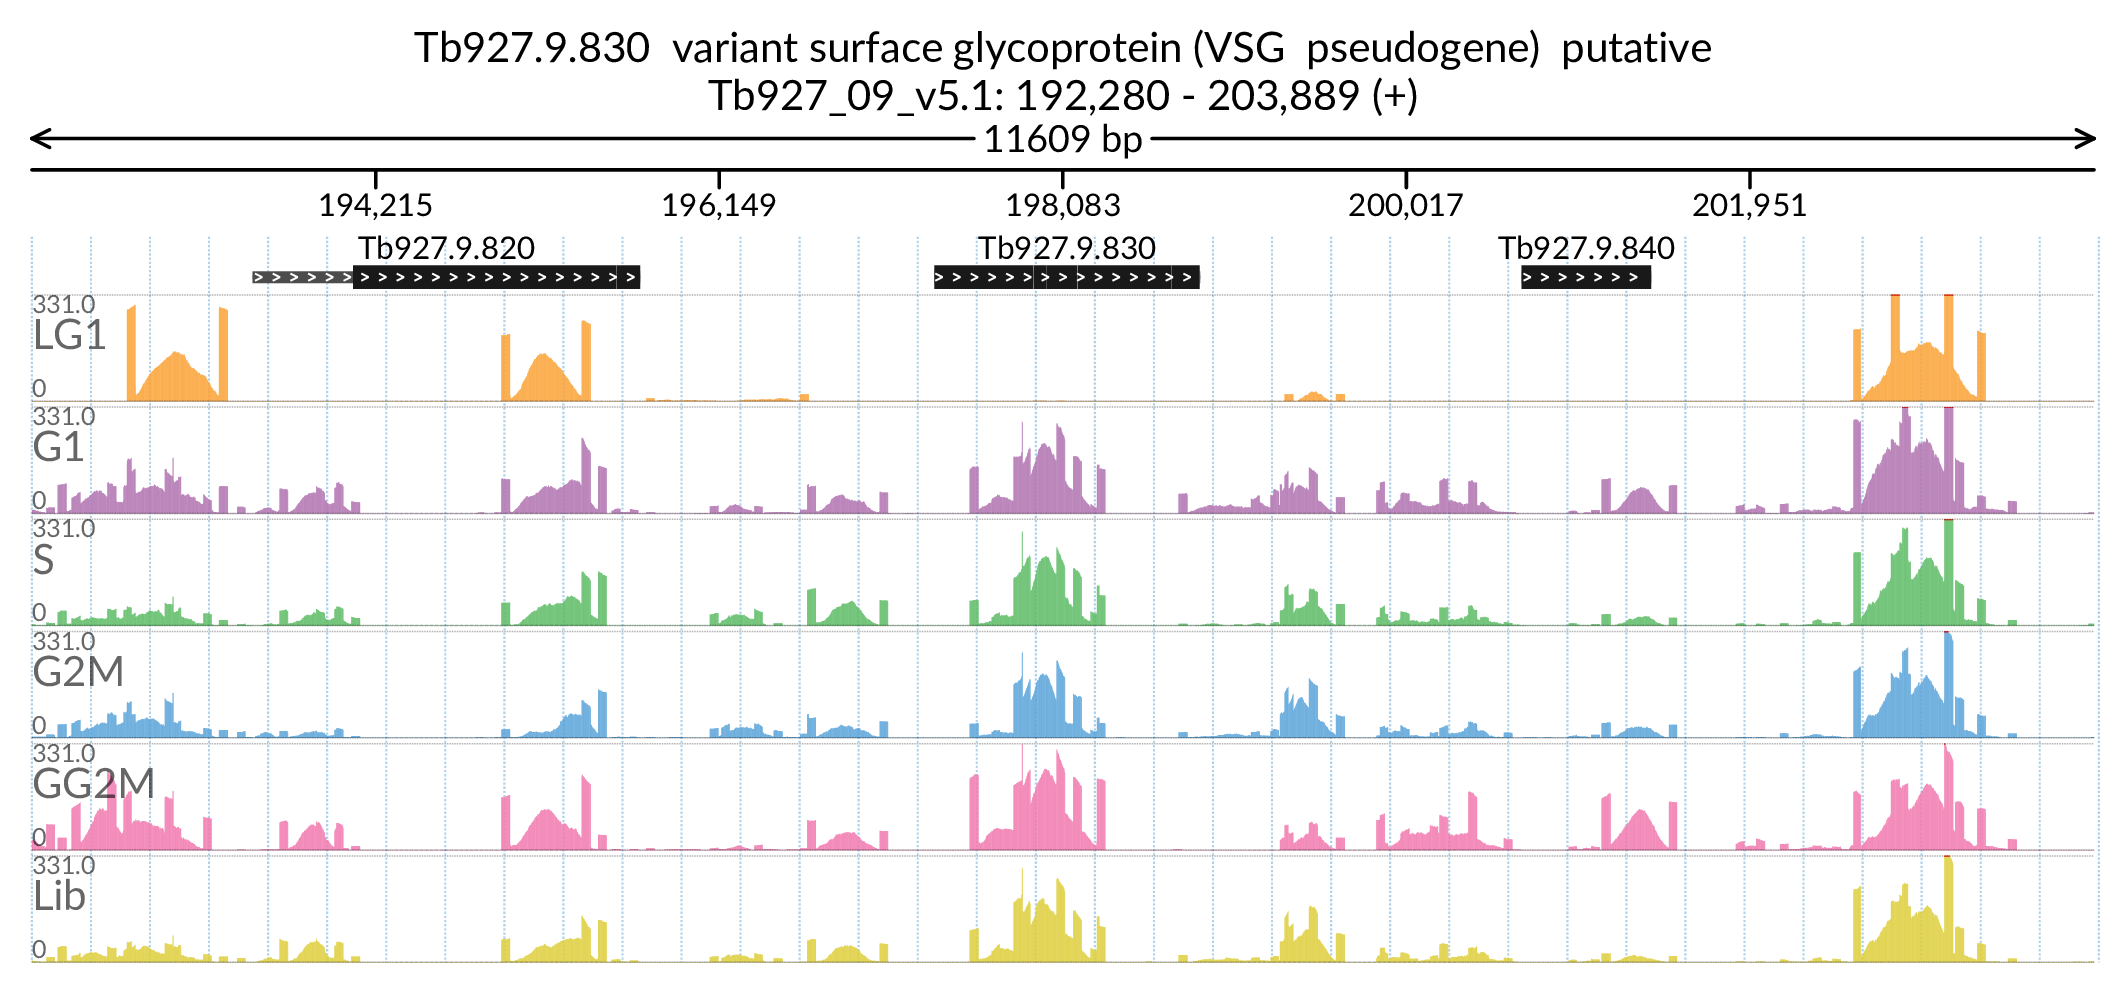 Tb927.9.830 variant surface glycoprotein (VSG pseudogene) putative
Tb927_09_v5.1: 192,280 - 203,889 (+)
11609 bp
194,215 196,149 198,083 200,017 201,951
Tb927.9.820 Tb927.9.830 Tb927.9.840
331.0
LG1
0
331.0
G1
0
331.0
S
0
331.0
G2M
0
331.0
GG2M
0
331.0
Lib
0